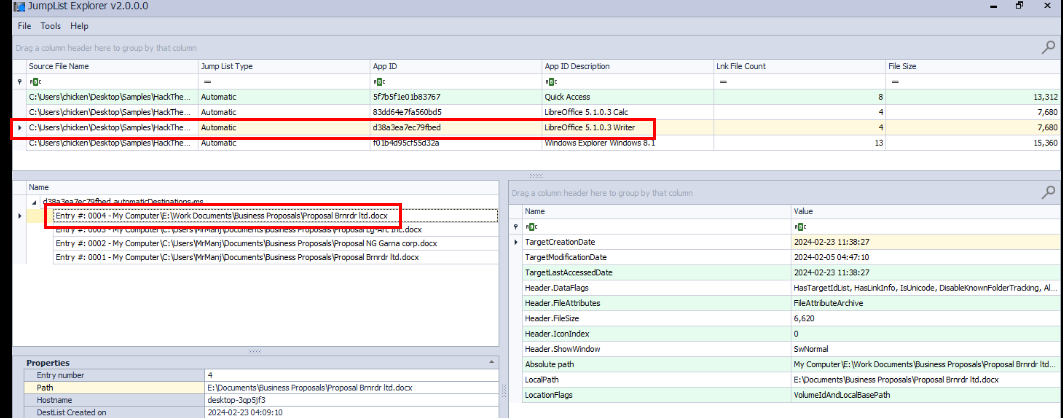 JumpList Explorer v2.0.0.0
File Tools Help
Drag a column header here to group by that column
Source File Name Jump List Type App ID App ID Description Lnk File Count File Size
C:\Users\chicken\Desktop\Samples\HackThe... Automatic 5f7b5f1e01b83767 Quick Access 8 13,312
C:\Users\chicken\Desktop\Samples\HackThe... Automatic 83dd64e7fa560bd5 LibreOffice 5.1.0.3 Calc 4 7,680
C:\Users\chicken\Desktop\Samples\HackThe... Automatic d38a3ea7ec79fbed LibreOffice 5.1.0.3 Writer 4 7,680
C:\Users\chicken\Desktop\Samples\HackThe... Automatic f01b4d95cf55d32a Windows Explorer Windows 8.1 13 15,360
Name
d38a3ea7ec79fbed.automaticDestinations-ms
Entry #: 0004 - My Computer\E:\Work Documents\Business Proposals\Proposal Brnrdr ltd.docx
Entry #: 0003 - My Computer\C:\Users\MrManj\Documents\Business Proposals\Proposal Lg-Art, inc.docx
Entry #: 0002 - My Computer\C:\Users\MrManj\Documents\Business Proposals\Proposal NG Garna corp.docx
Entry #: 0001 - My Computer\C:\Users\MrManj\Documents\Business Proposals\Proposal Brnrdr ltd.docx
Properties
Entry number 4
Path E:\Documents\Business Proposals\Proposal Brnrdr ltd.docx
Hostname desktop-3qp5jf3
DestList Created on 2024-02-23 04:09:10
Drag a column header here to group by that column
Name Value
TargetCreationDate 2024-02-23 11:38:27
TargetModificationDate 2024-02-05 04:47:10
TargetLastAccessedDate 2024-02-23 11:38:27
Header.DataFlags HasTargetIdList, HasLinkInfo, IsUnicode, DisableKnownFolderTracking, Al...
Header.FileAttributes FileAttributeArchive
Header.FileSize 6,620
Header.IconIndex 0
Header.ShowWindow SwNormal
Absolute path My Computer\E:\Work Documents\Business Proposals\Proposal Brnrdr ltd...
LocalPath E:\Documents\Business Proposals\Proposal Brnrdr ltd.docx
LocationFlags VolumeIdAndLocalBasePath